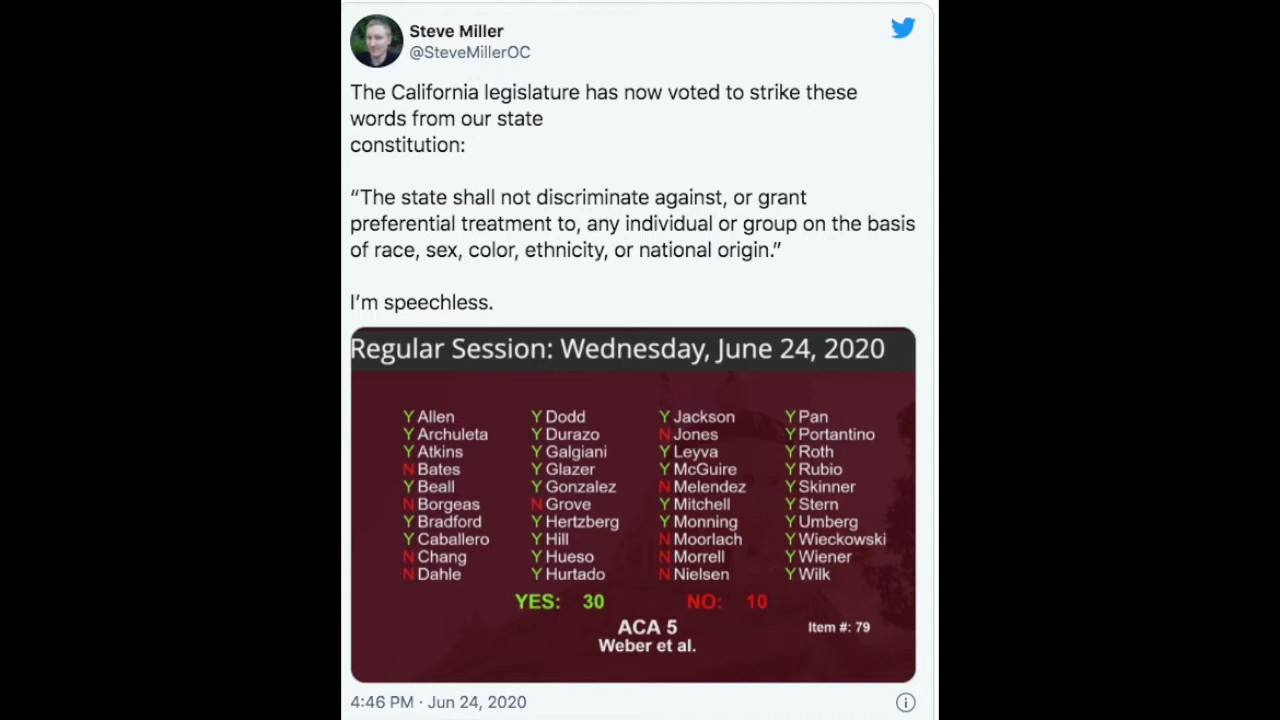 Steve Miller
@SteveMillerOC
The California legislature has now voted to strike these
words from our state
constitution:
“The state shall not discriminate against, or grant
preferential treatment to, any individual or group on the basis
of race, sex, color, ethnicity, or national origin.”
I’m speechless.
Regular Session: Wednesday, June 24, 2020
Y Allen Y Dodd Y Jackson Y Pan
Y Archuleta Y Durazo N Jones Y Portantino
Y Atkins Y Galgiani Y Leyva Y Roth
N Bates Y Glazer Y McGuire Y Rubio
Y Beall Y Gonzalez N Melendez Y Skinner
N Borgeas N Grove Y Mitchell Y Stern
Y Bradford Y Hertzberg Y Monning Y Umberg
Y Caballero Y Hill N Moorlach Y Wieckowski
N Chang Y Hueso N Morrell Y Wiener
N Dahle Y Hurtado N Nielsen Y Wilk
YES: 30 NO: 10
ACA 5 Item #: 79
Weber et al.
4:46 PM · Jun 24, 2020